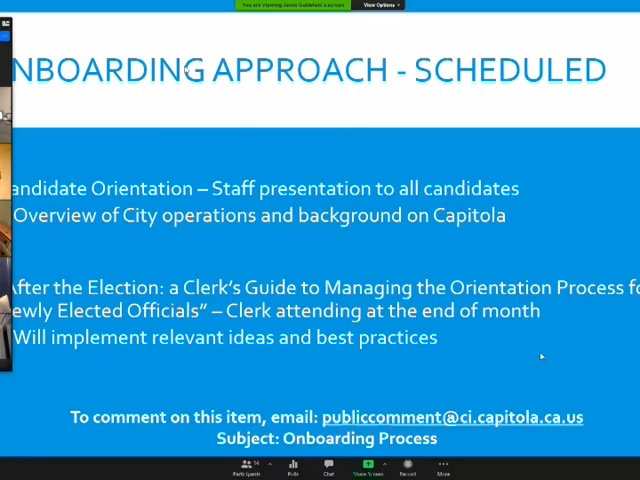 You are viewing Jamie Goldstein's screen View Options
NBOARDING APPROACH - SCHEDULED
andidate Orientation – Staff presentation to all candidates
Overview of City operations and background on Capitola
After the Election: a Clerk's Guide to Managing the Orientation Process fo
ewly Elected Officials” – Clerk attending at the end of month
Will implement relevant ideas and best practices
To comment on this item, email: publiccomment@ci.capitola.ca.us
Subject: Onboarding Process
14
Participants Polls Chat Share Screen Record More